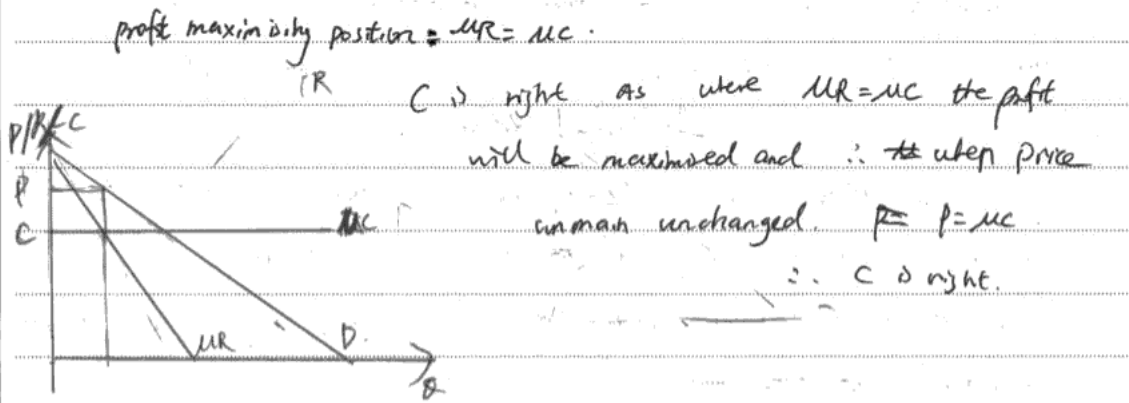 profit maximising position: MR=MC.
R
C is right As where MR=MC the profit
P/R/C
will be maximised and ∴ when price
P
C
MC
unchanged. P=MC
∴ C is right.
MR
D
Q